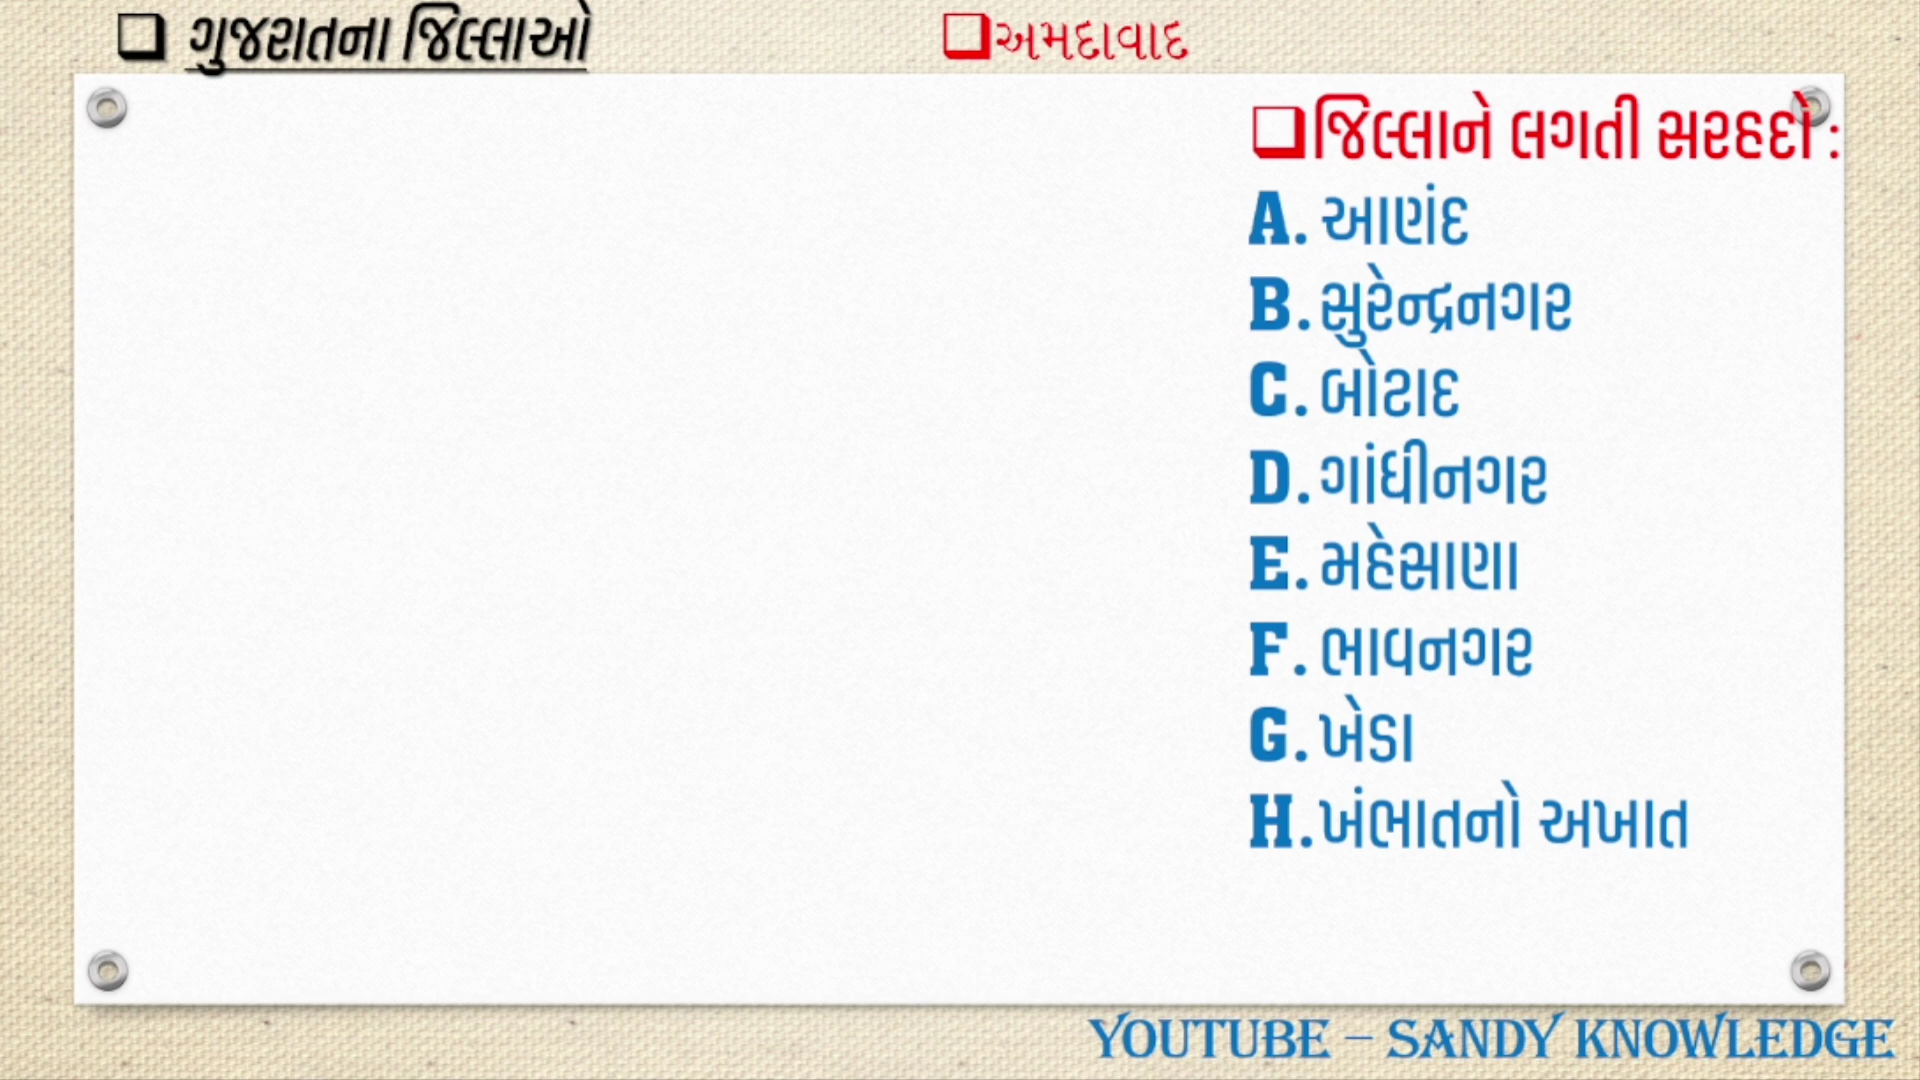 ❑ ગુજરાતના જિલ્લાઓ
❑અમદાવાદ
❑જિલ્લાને લગતી સરહદો :
A. આણંદ
B. સુરેન્દ્રનગર
C. બોટાદ
D. ગાંધીનગર
E. મહેસાણા
F. ભાવનગર
G. ખેડા
H. ખંભાતનો અખાત
YOUTUBE – SANDY KNOWLEDGE